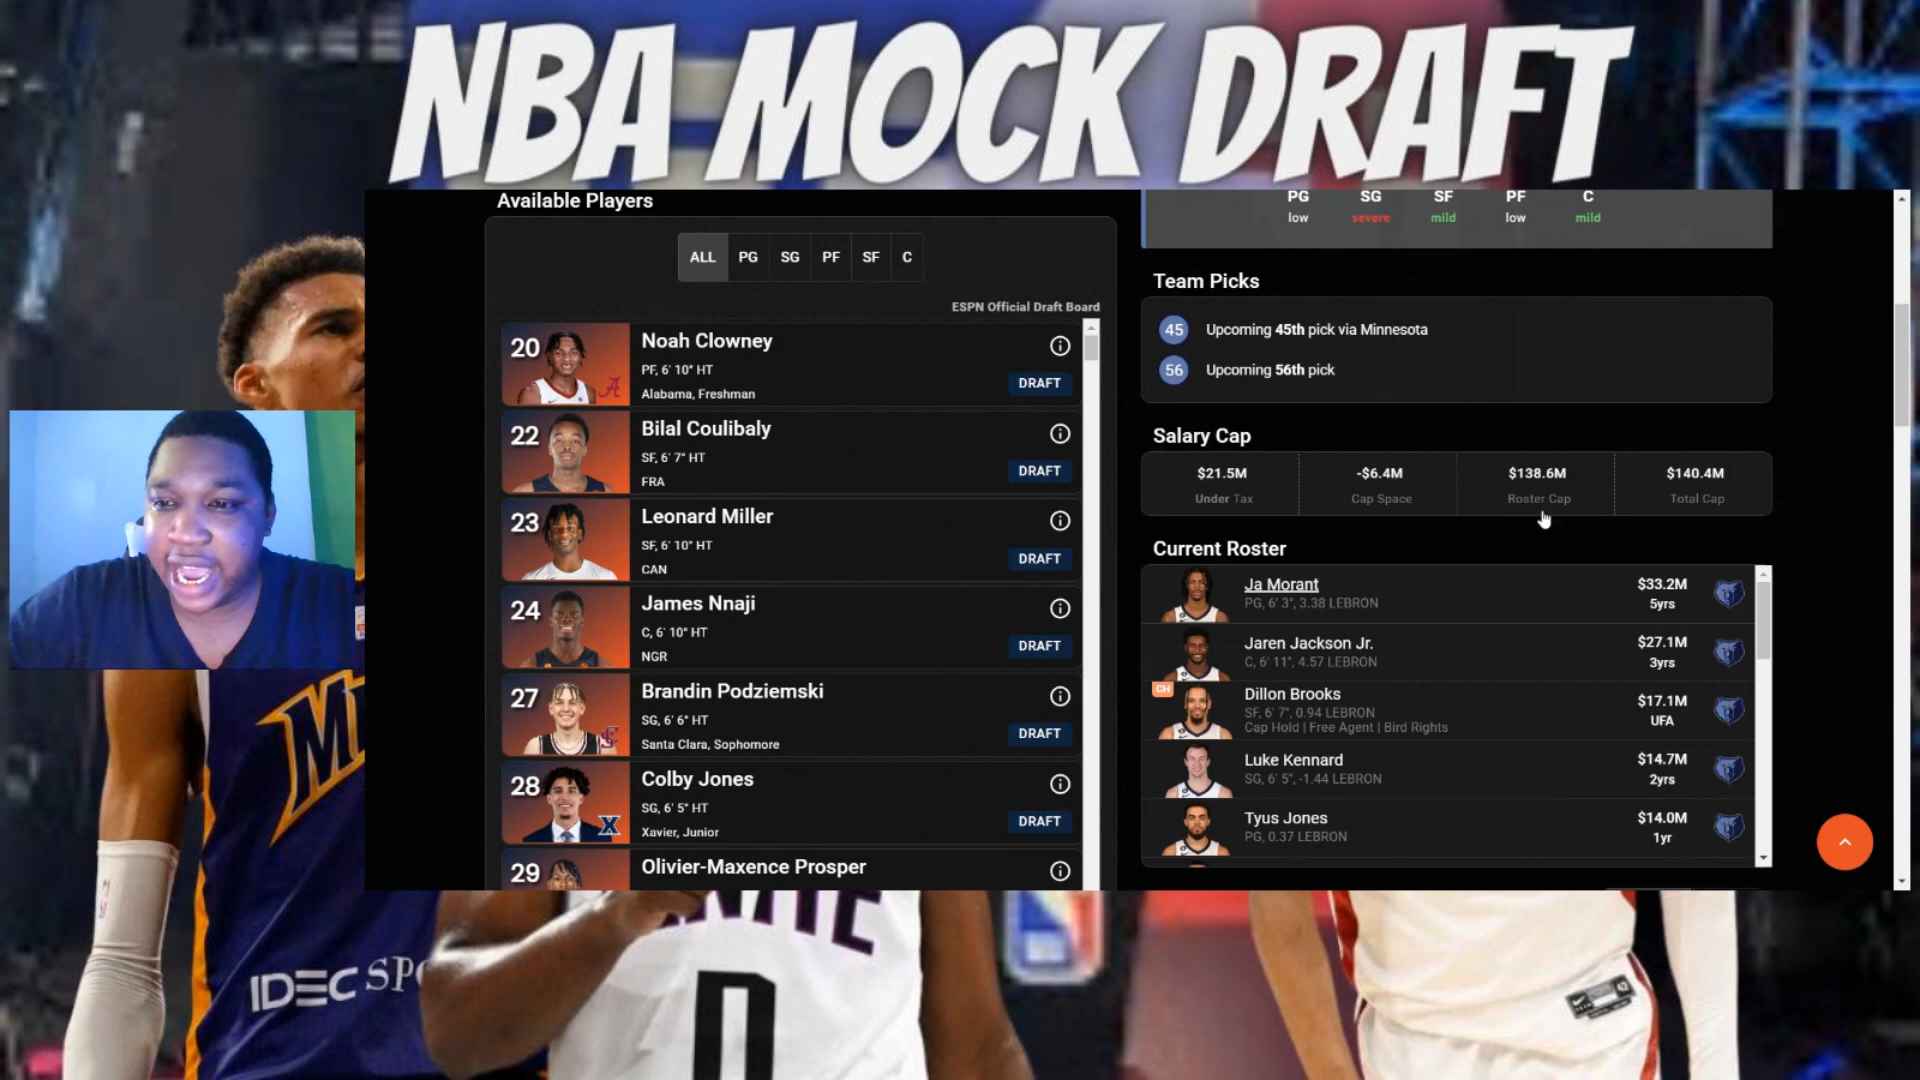 NBA MOCK DRAFT
Available Players
ALL PG SG PF SF C
ESPN Official Draft Board
20 Noah Clowney
PF, 6' 10" HT
Alabama, Freshman
DRAFT
22 Bilal Coulibaly
SF, 6' 7" HT
FRA
DRAFT
23 Leonard Miller
SF, 6' 10" HT
CAN
DRAFT
24 James Nnaji
C, 6' 10" HT
NGR
DRAFT
27 Brandin Podziemski
SG, 6' 6" HT
Santa Clara, Sophomore
DRAFT
28 Colby Jones
SG, 6' 5" HT
Xavier, Junior
DRAFT
29 Olivier-Maxence Prosper
PG SG SF PF C
low severe mild low mild
Team Picks
45 Upcoming 45th pick via Minnesota
56 Upcoming 56th pick
Salary Cap
$21.5M -$6.4M $138.6M $140.4M
Under Tax Cap Space Roster Cap Total Cap
Current Roster
Ja Morant $33.2M
PG, 6' 3", 3.38 LEBRON 5yrs
Jaren Jackson Jr. $27.1M
C, 6' 11", 4.57 LEBRON 3yrs
CH
Dillon Brooks $17.1M
SF, 6' 7", 0.94 LEBRON UFA
Cap Hold | Free Agent | Bird Rights
Luke Kennard $14.7M
SG, 6' 5", -1.44 LEBRON 2yrs
Tyus Jones $14.0M
PG, 0.37 LEBRON 1yr
IDEC SPO
0